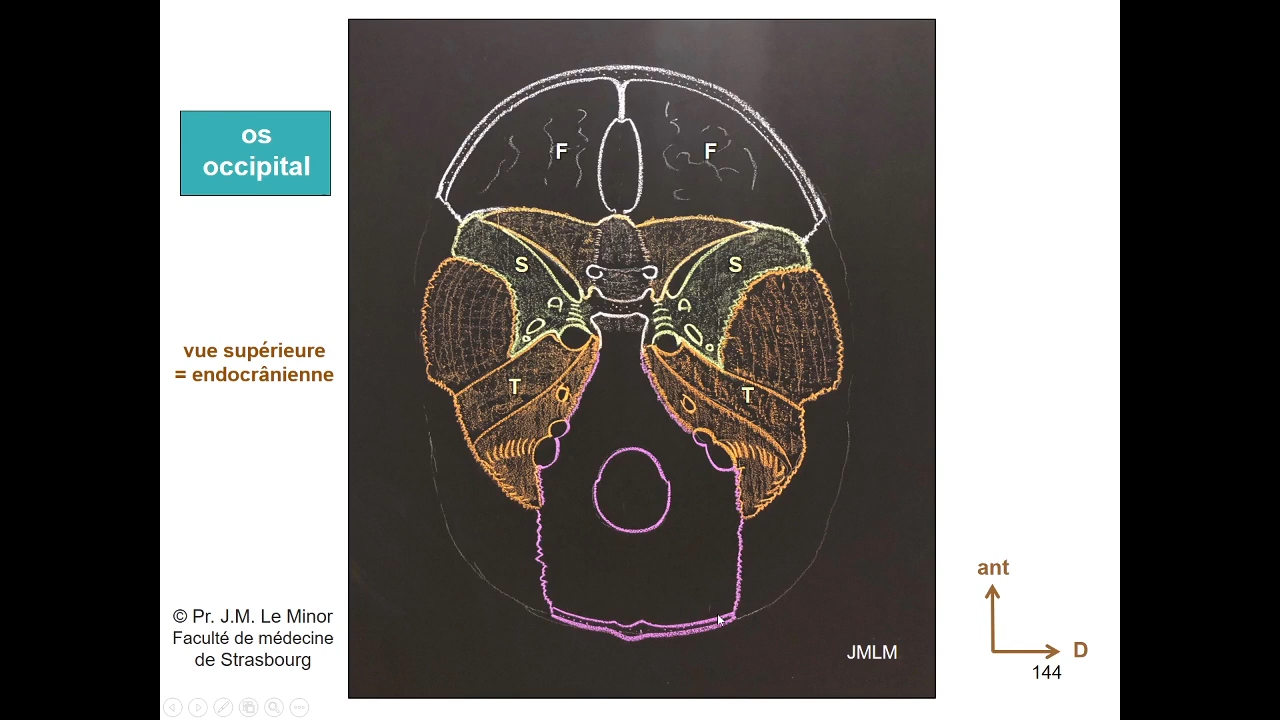 os
occipital
F
F
S
S
vue supérieure
= endocrânienne
T
T
ant
D
© Pr. J.M. Le Minor
Faculté de médecine
de Strasbourg
JMLM
144